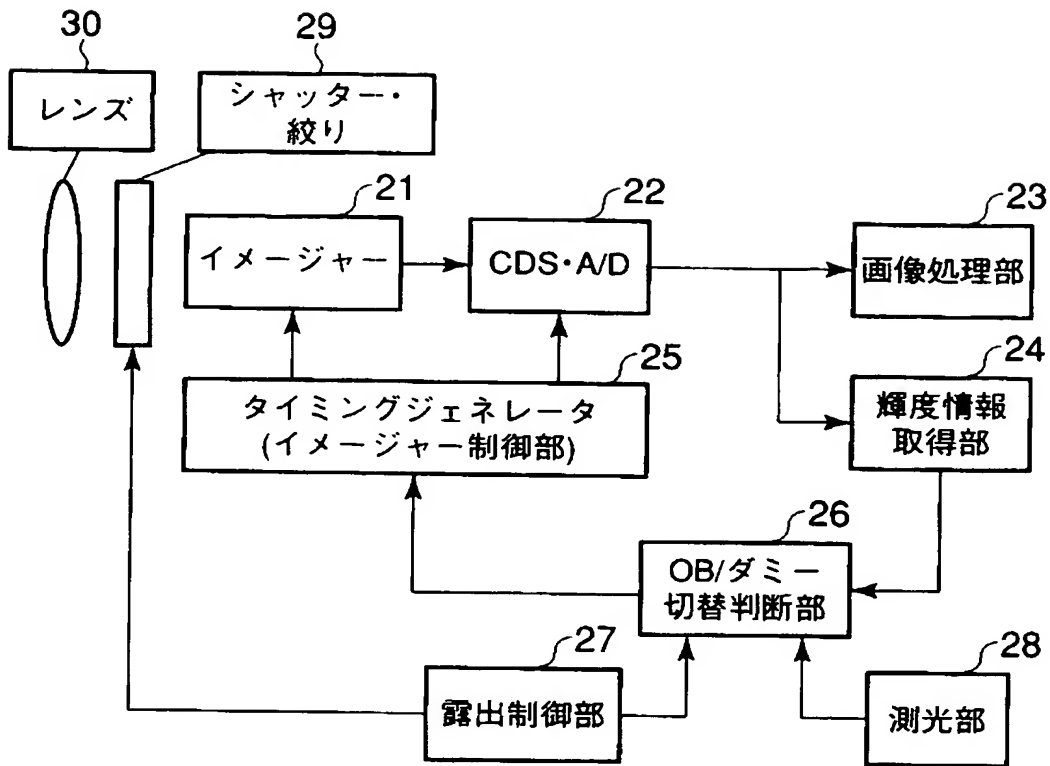 30
29
レンズ
シャッター・
絞り
21
22
23
イメージャー
CDS・A/D
画像処理部
25
24
タイミングジェネレータ
(イメージャー制御部)
輝度情報
取得部
26
OB/ダミー
切替判断部
27
28
露出制御部
測光部